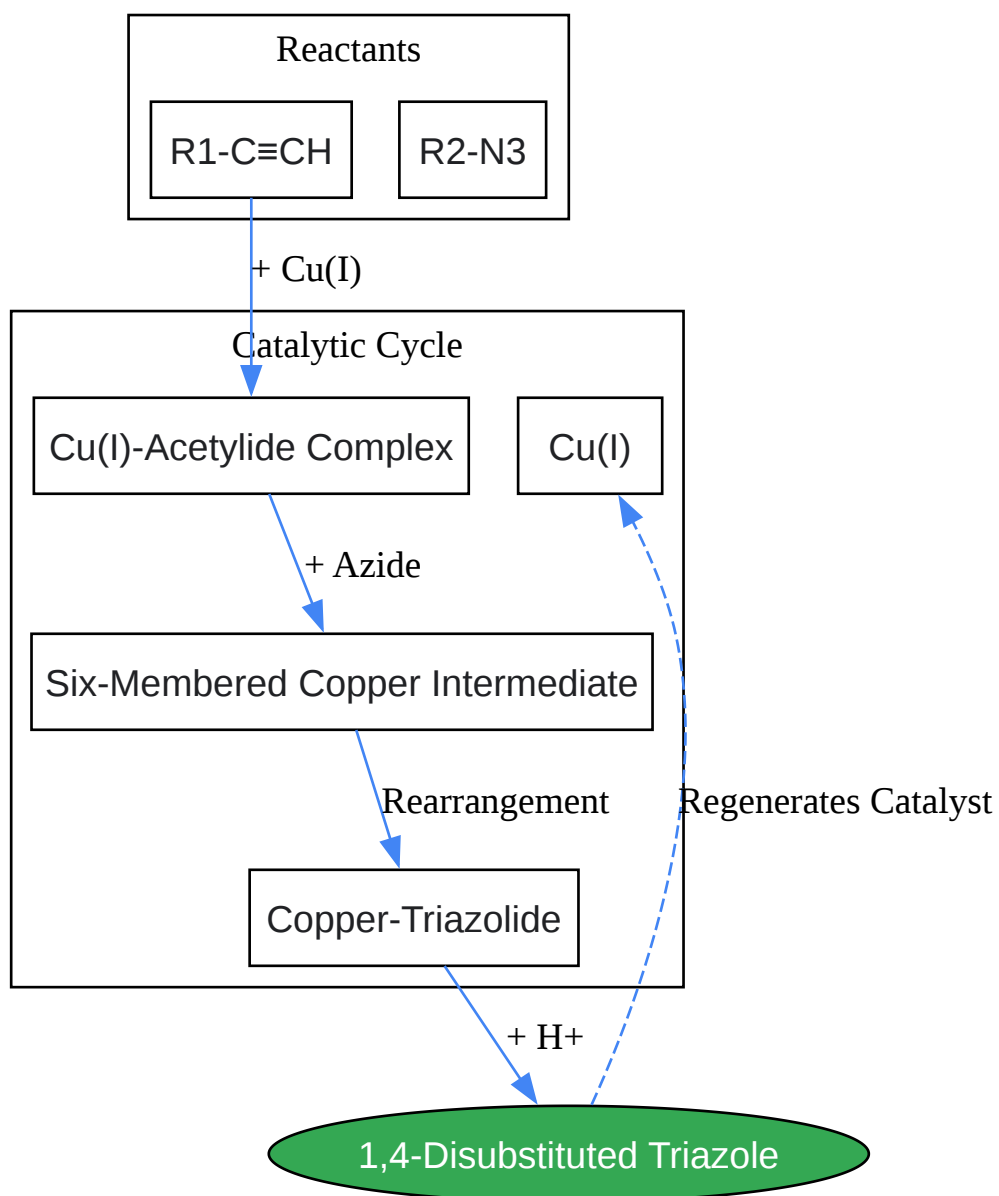 Reactants
R1-C≡CH
R2-N3
+ Cu(I)
Catalytic Cycle
Cu(I)-Acetylide Complex
Cu(I)
+ Azide
Six-Membered Copper Intermediate
Rearrangement
Regenerates Catalyst
Copper-Triazolide
+ H+
1,4-Disubstituted Triazole